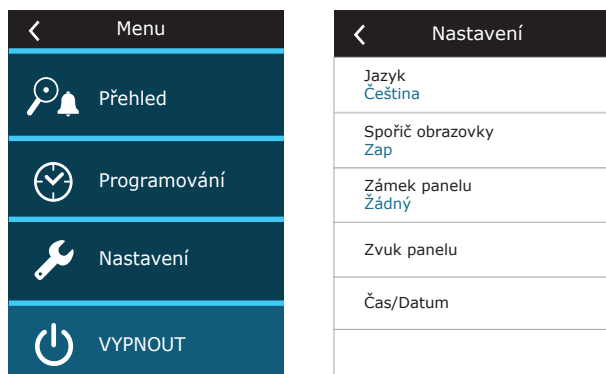 Menu
Přehled
Programování
Nastavení
VYPNOUT
Nastavení
Jazyk
Čeština
Spořič obrazovky
Zap
Zámek panelu
Žádný
Zvuk panelu
Čas/Datum